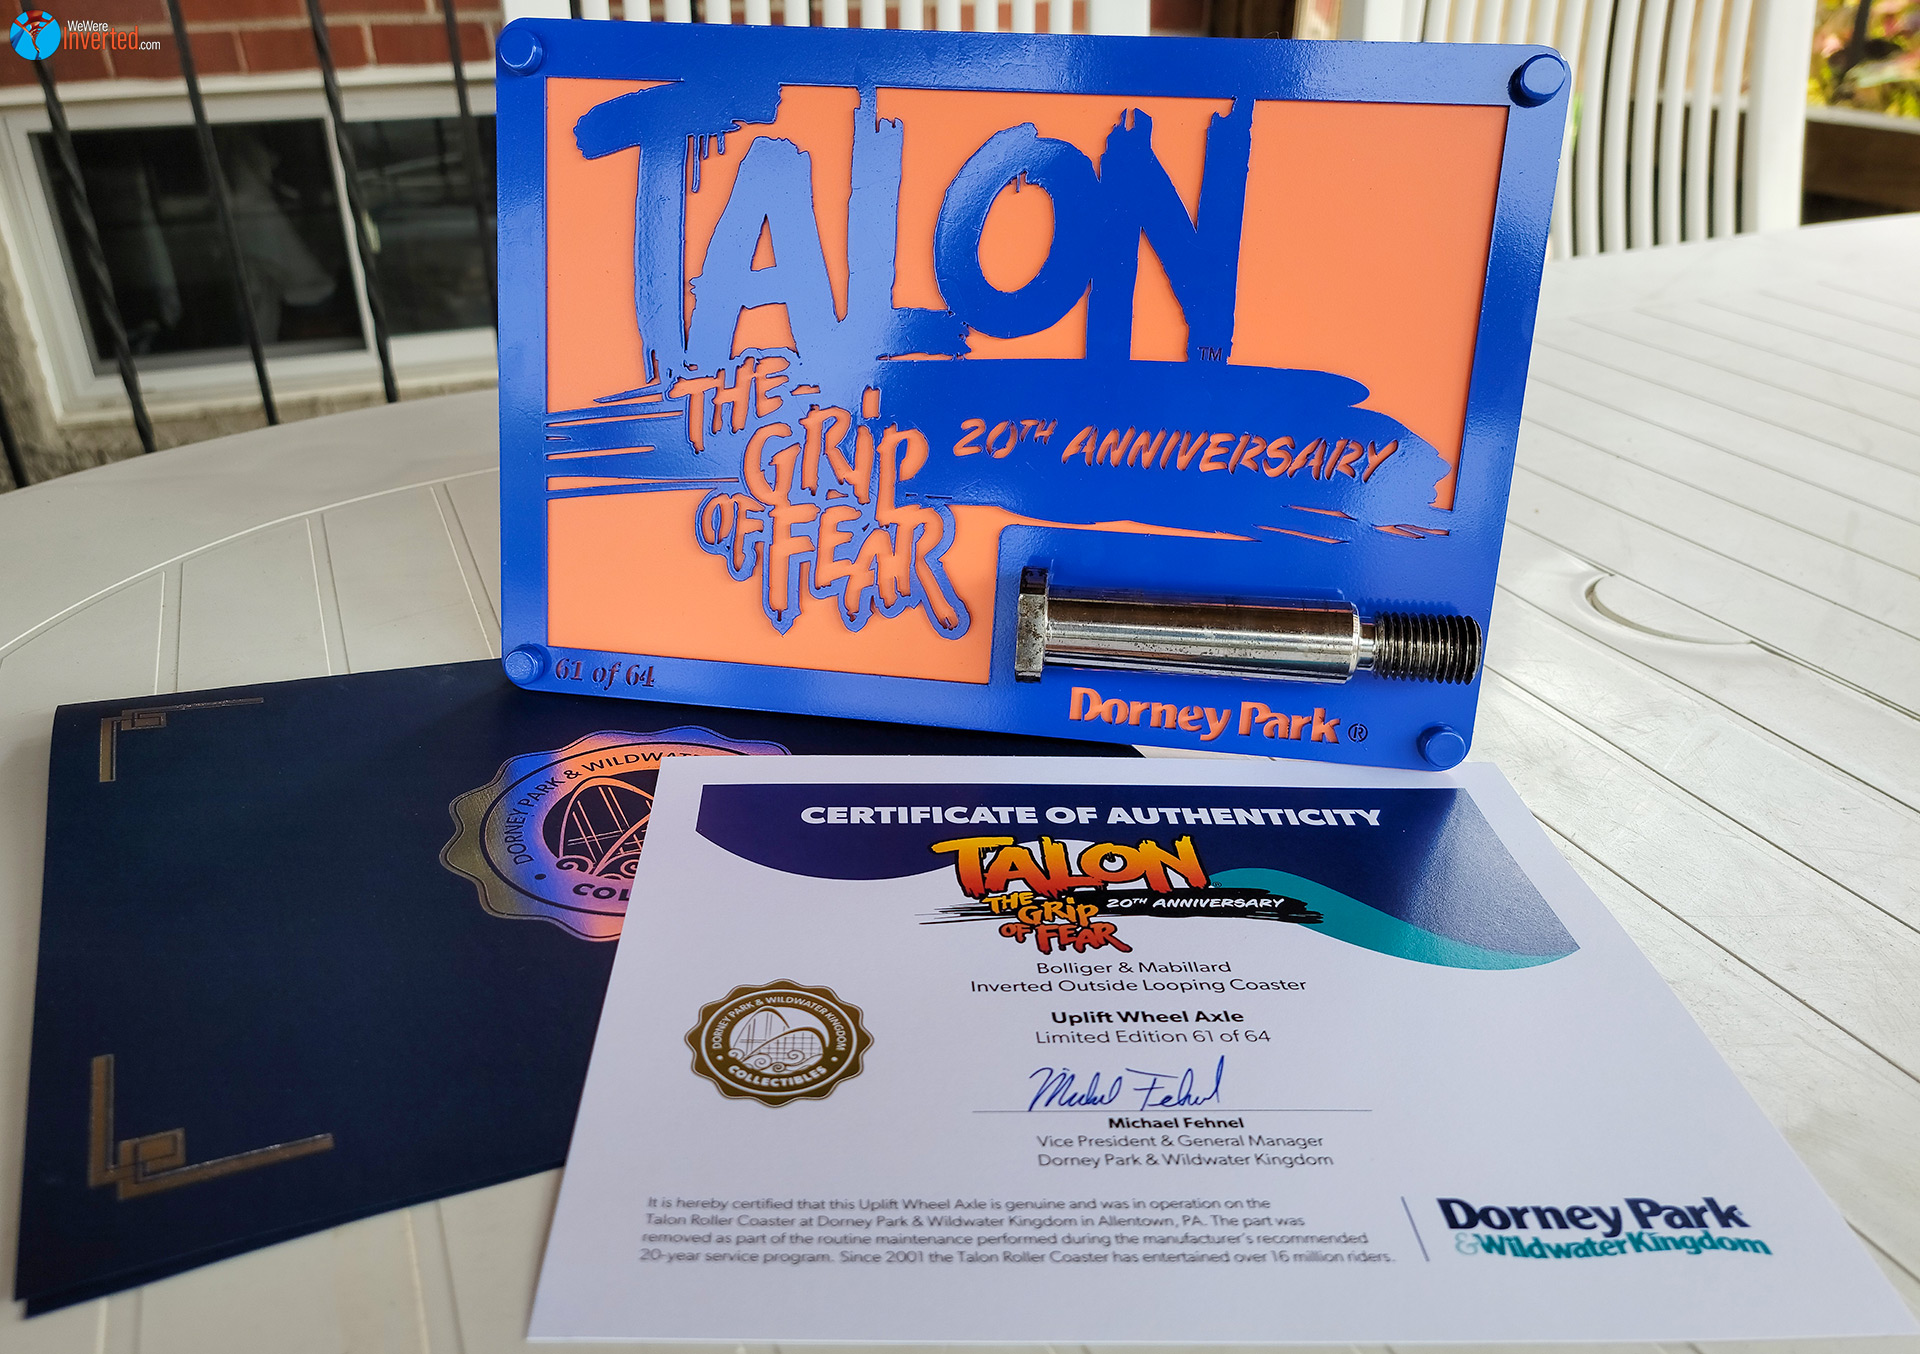 WeWere
Inverted.com
TALON
TM
THE
GRIP
OF FEAR
20TH ANNIVERSARY
61 of 64
Dorney Park ®
DORNEY PARK & WILDWAT
COL
CERTIFICATE OF AUTHENTICITY
TALON
THE
GRIP
OF FEAR
20TH ANNIVERSARY
Bolliger & Mabillard
Inverted Outside Looping Coaster
Uplift Wheel Axle
Limited Edition 61 of 64
DORNEY PARK & WILDWATER KINGDOM
COLLECTIBLES
Michael Fehnel
Michael Fehnel
Vice President & General Manager
Dorney Park & Wildwater Kingdom
It is hereby certified that this Uplift Wheel Axle is genuine and was in operation on the
Talon Roller Coaster at Dorney Park & Wildwater Kingdom in Allentown, PA. The part was
removed as part of the routine maintenance performed during the manufacturer's recommended
20-year service program. Since 2001 the Talon Roller Coaster has entertained over 16 million riders.
Dorney Park
& Wildwater Kingdom